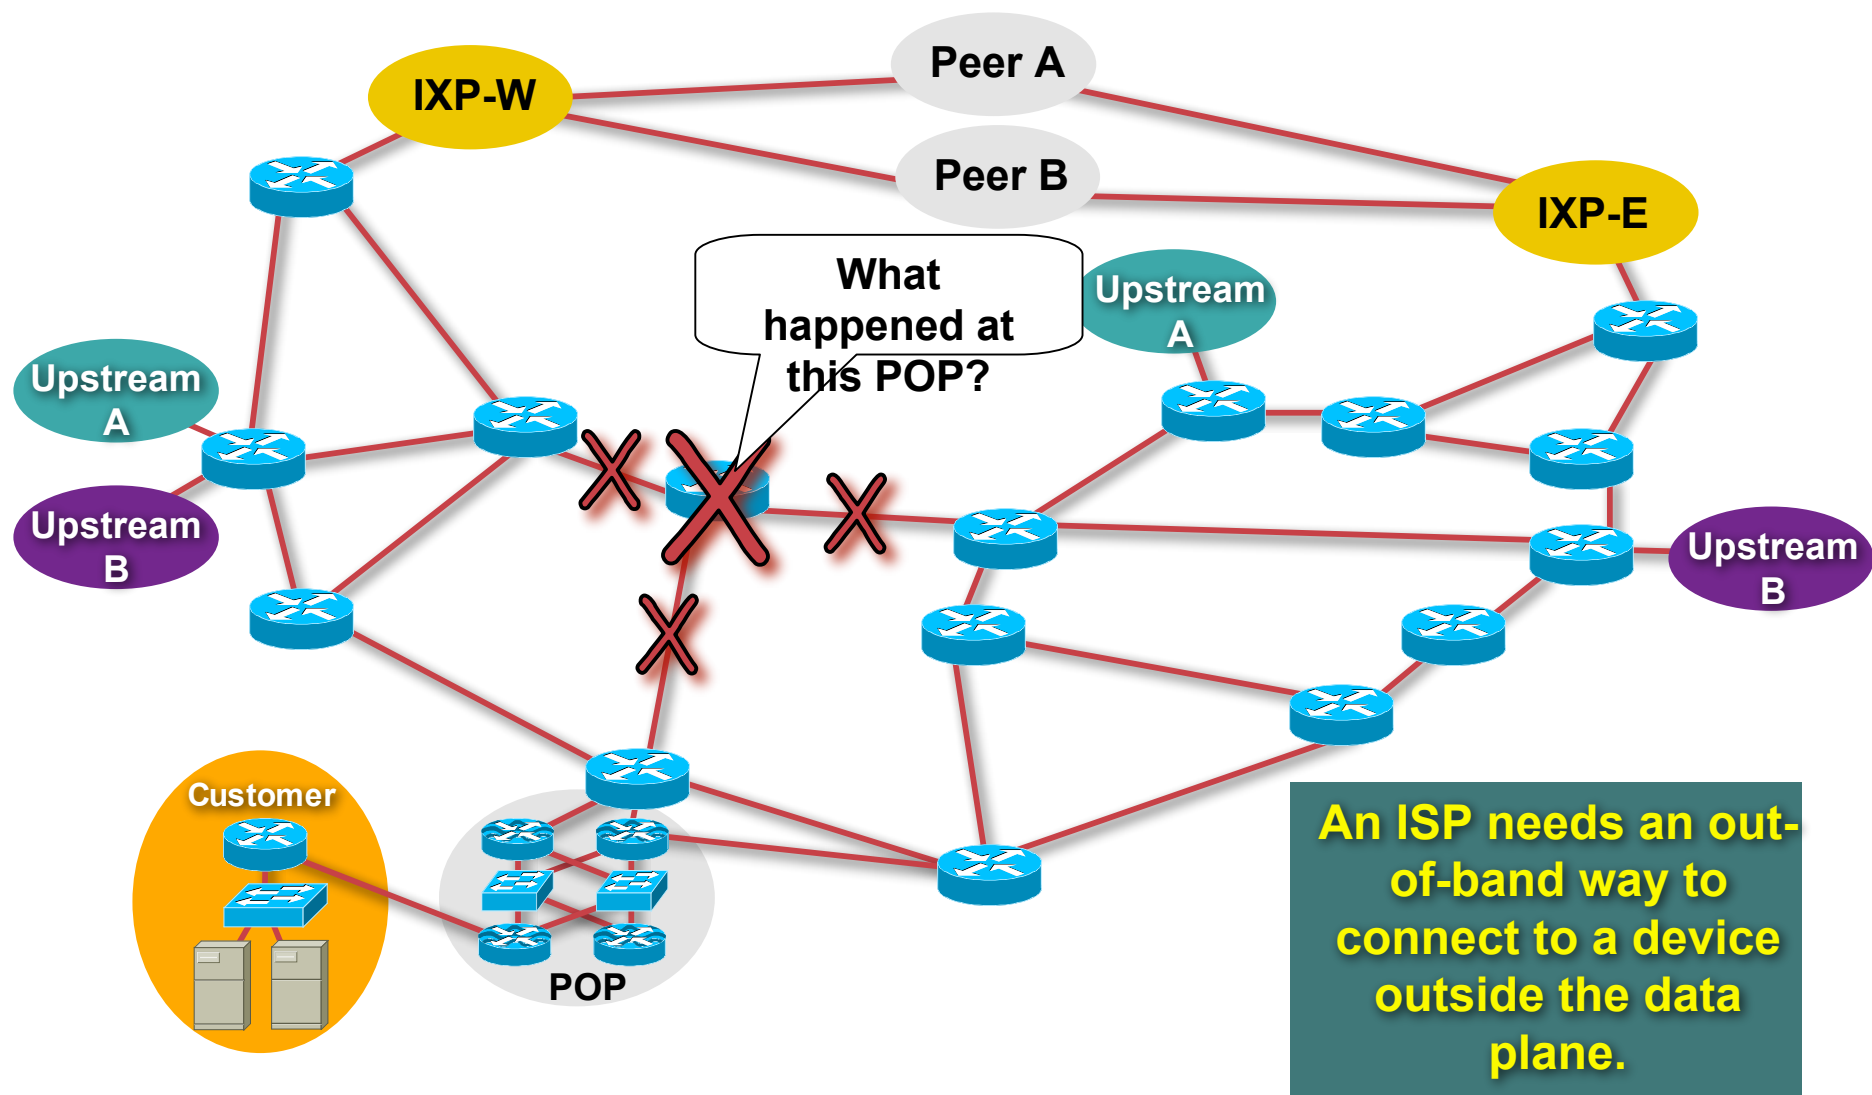 Peer A
IXP-W
Peer B
IXP-E
What
happened at
this POP?
Upstream
A
Upstream
A
Upstream
B
Upstream
B
Customer
POP
An ISP needs an out-
of-band way to
connect to a device
outside the data
plane.